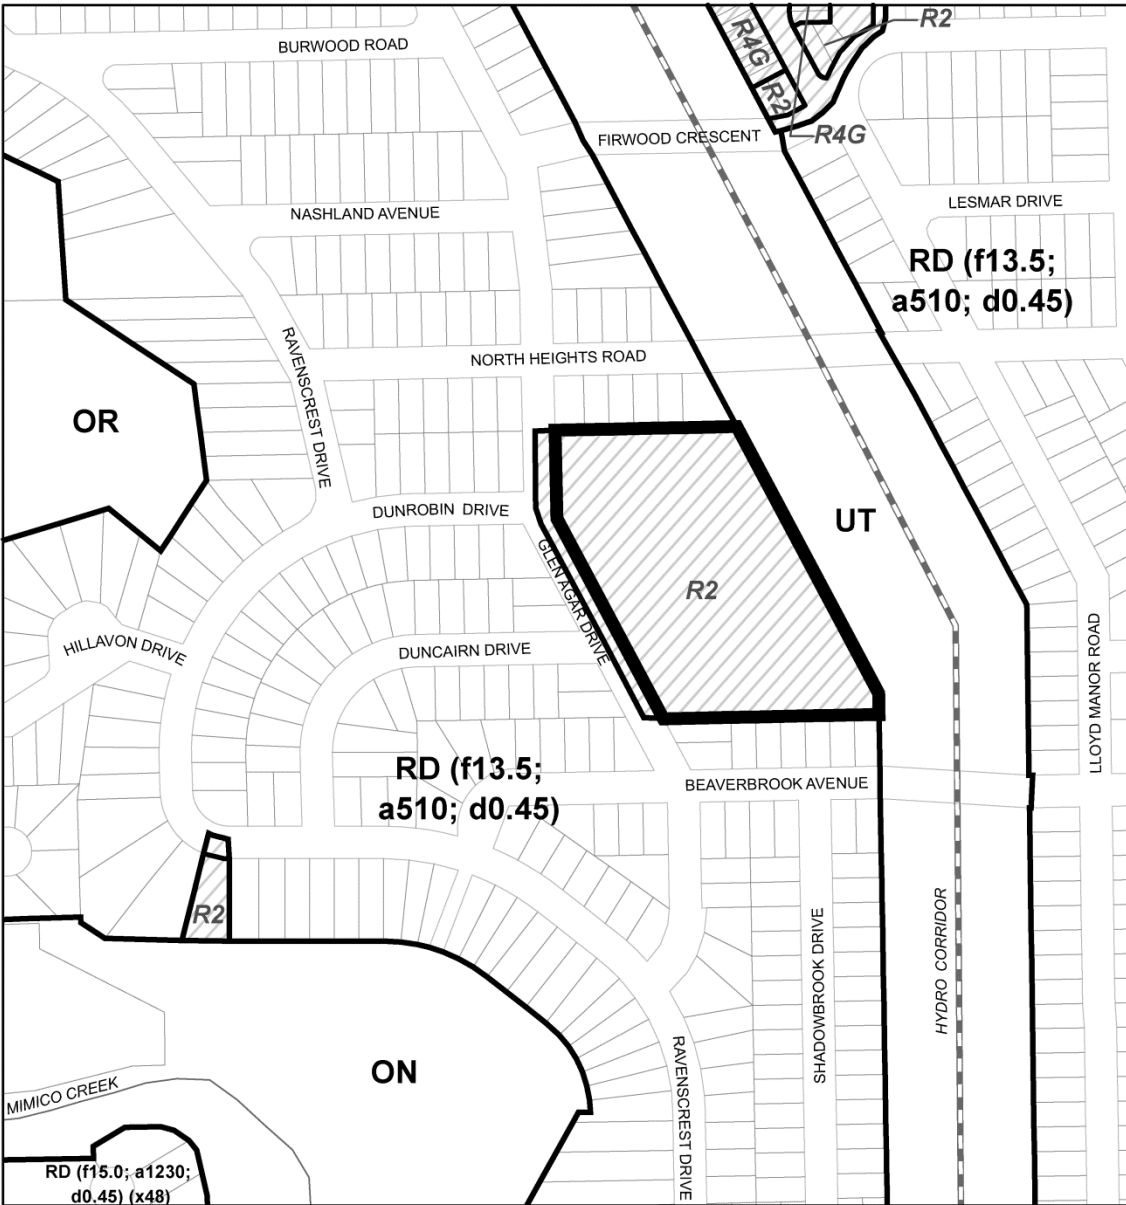 R2
BURWOOD ROAD
R4G
R2
FIRWOOD CRESCENT
R4G
NASHLAND AVENUE
LESMAR DRIVE
RD (f13.5;
a510; d0.45)
RAVENSCREST DRIVE
NORTH HEIGHTS ROAD
OR
DUNROBIN DRIVE
UT
GLEN AGAR DRIVE
R2
HILLAVON DRIVE
DUNCAIRN DRIVE
LLOYD MANOR ROAD
RD (f13.5;
a510; d0.45)
BEAVERBROOK AVENUE
R2
SHADOWBROOK DRIVE
HYDRO CORRIDOR
ON
MIMICO CREEK
RAVENSCREST DRIVE
RD (f15.0; a1230;
d0.45) (x48)